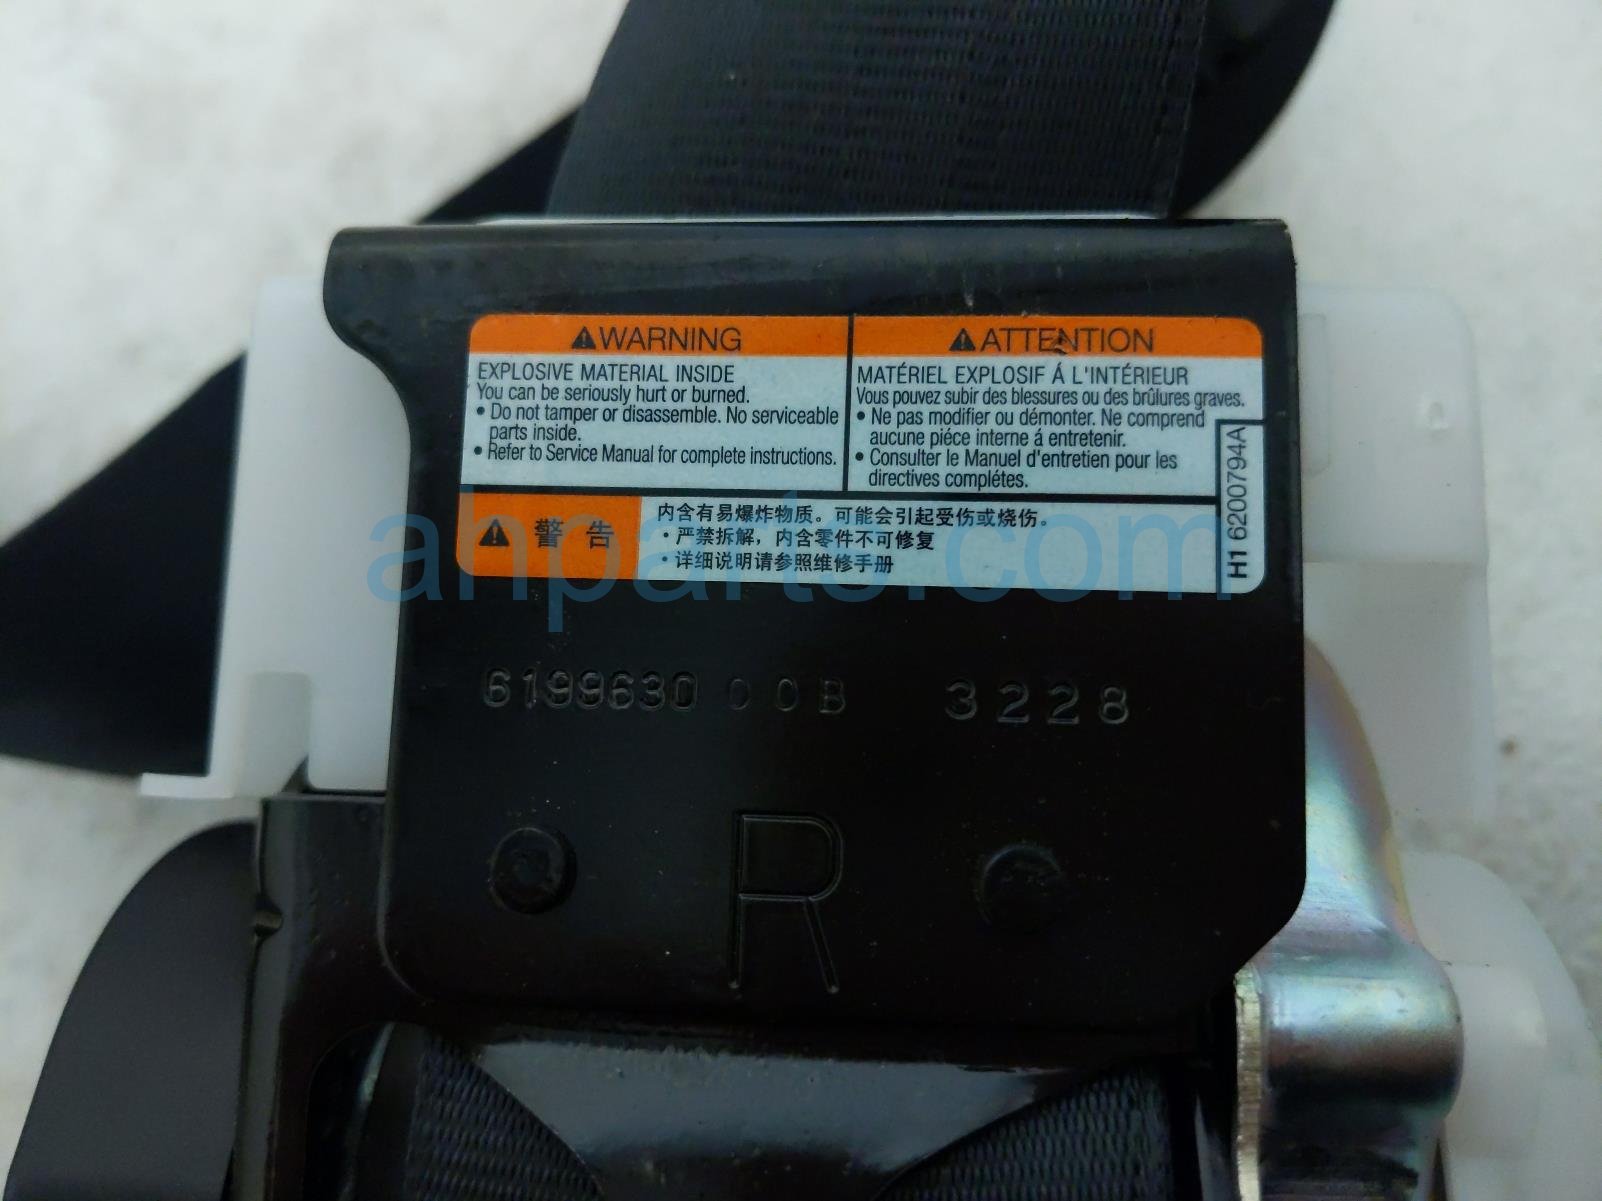 ⚠WARNING
EXPLOSIVE MATERIAL INSIDE
You can be seriously hurt or burned.
• Do not tamper or disassemble. No serviceable
parts inside.
• Refer to Service Manual for complete instructions.
⚠ATTENTION
MATÉRIEL EXPLOSIF Á L'INTÉRIEUR
Vous pouvez subir des blessures ou des brûlures graves.
• Ne pas modifier ou démonter. Ne comprend
aucune piéce interne á entretenir.
• Consulter le Manuel d'entretien pour les
directives complétes.
H1 6200794A
⚠ 警告
内含有易爆炸物质。可能会引起受伤或烧伤。
・严禁拆解，内含零件不可修复
・详细说明请参照维修手册
ahparts.com
6199630 00B 3228
R